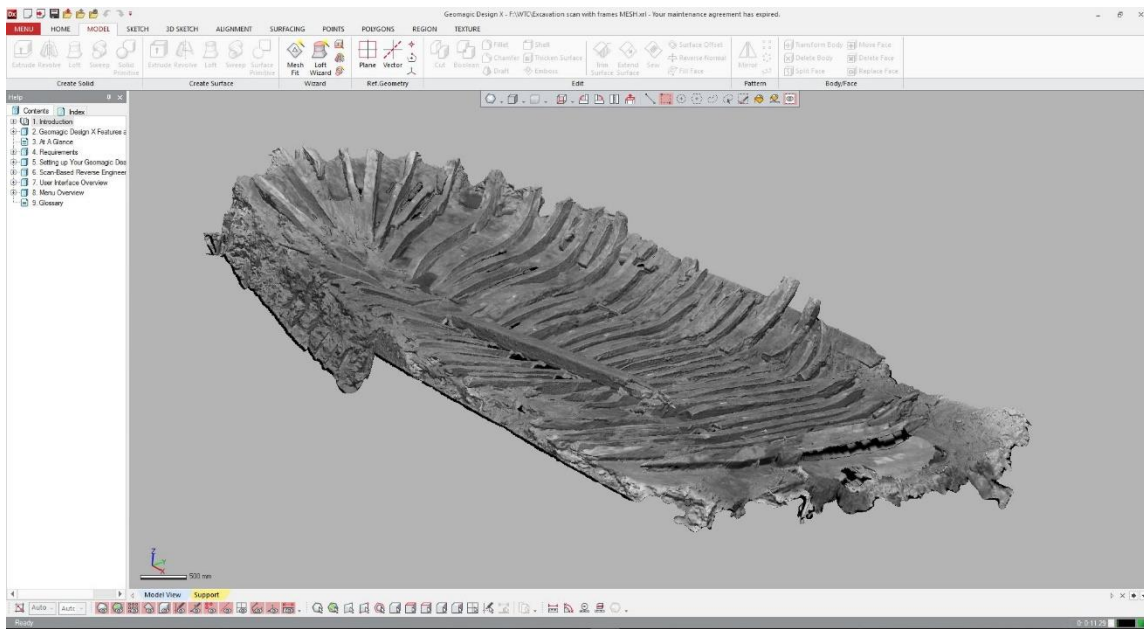 Geomagic Design X - F:\WTC\Excavation scan with frames MESH.xrl - Your maintenance agreement has expired.
MENU HOME MODEL SKETCH 3D SKETCH ALIGNMENT SURFACING POINTS POLYGONS REGION TEXTURE
Extrude Revolve Loft Sweep Solid Primitive
Extrude Revolve Loft Sweep Surface Primitive
Mesh Fit Loft Wizard
Plane Vector
Cut Boolean
Fillet Shell
Chamfer Thicken Surface
Draft Emboss
Trim Surface Extend Surface Sew
Surface Offset
Reverse Normal
Fill Face
Mirror
Transform Body Move Face
Delete Body Delete Face
Split Face Replace Face
Create Solid Create Surface Wizard Ref.Geometry Edit Pattern Body/Face
Help
Contents Index
1. Introduction
2. Geomagic Design X Features a
3. At A Glance
4. Requirements
5. Setting up Your Geomagic Des
6. Scan-Based Reverse Engineer
7. User Interface Overview
8. Menu Overview
9. Glossary
Z
Y
X
500 mm
Model View Support
Auto Auto
Ready
0: 0:11:29